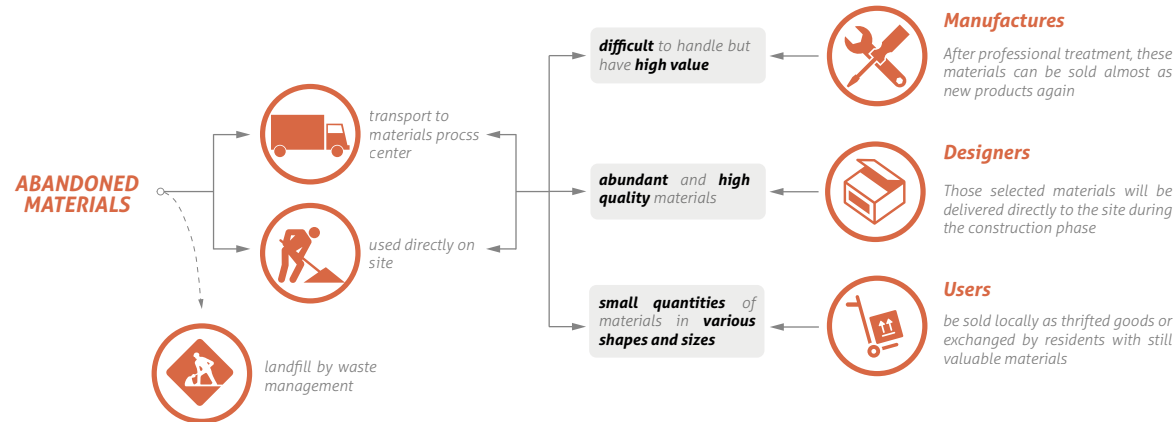 ABANDONED
MATERIALS
transport to
materials procss
center
used directly on
site
landfill by waste
management
difficult to handle but
have high value
abundant and high
quality materials
small quantities of
materials in various
shapes and sizes
Manufactures
After professional treatment, these
materials can be sold almost as
new products again
Designers
Those selected materials will be
delivered directly to the site during
the construction phase
Users
be sold locally as thrifted goods or
exchanged by residents with still
valuable materials